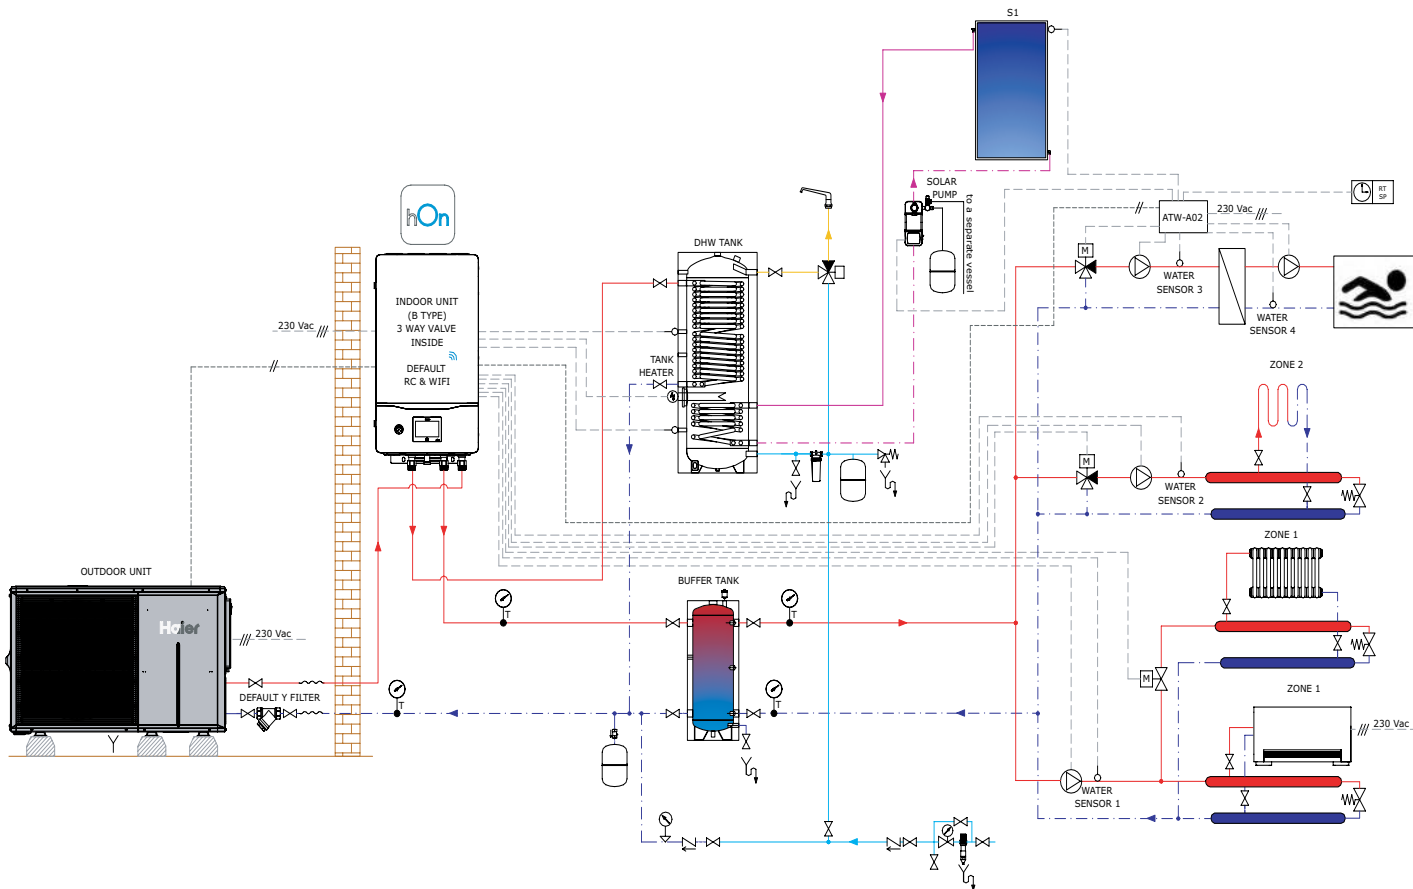 S1
hOn
SOLAR
PUMP
to a separate vessel
RT
SP
230 Vac
ATW-A02
DHW TANK
M
WATER
SENSOR 3
WATER
SENSOR 4
INDOOR UNIT
(B TYPE)
3 WAY VALVE
INSIDE
DEFAULT
RC & WIFI
230 Vac
TANK
HEATER
ZONE 2
M
WATER
SENSOR 2
OUTDOOR UNIT
Haier
230 Vac
DEFAULT Y FILTER
T
T
BUFFER TANK
T
T
ZONE 1
M
ZONE 1
230 Vac
WATER
SENSOR 1